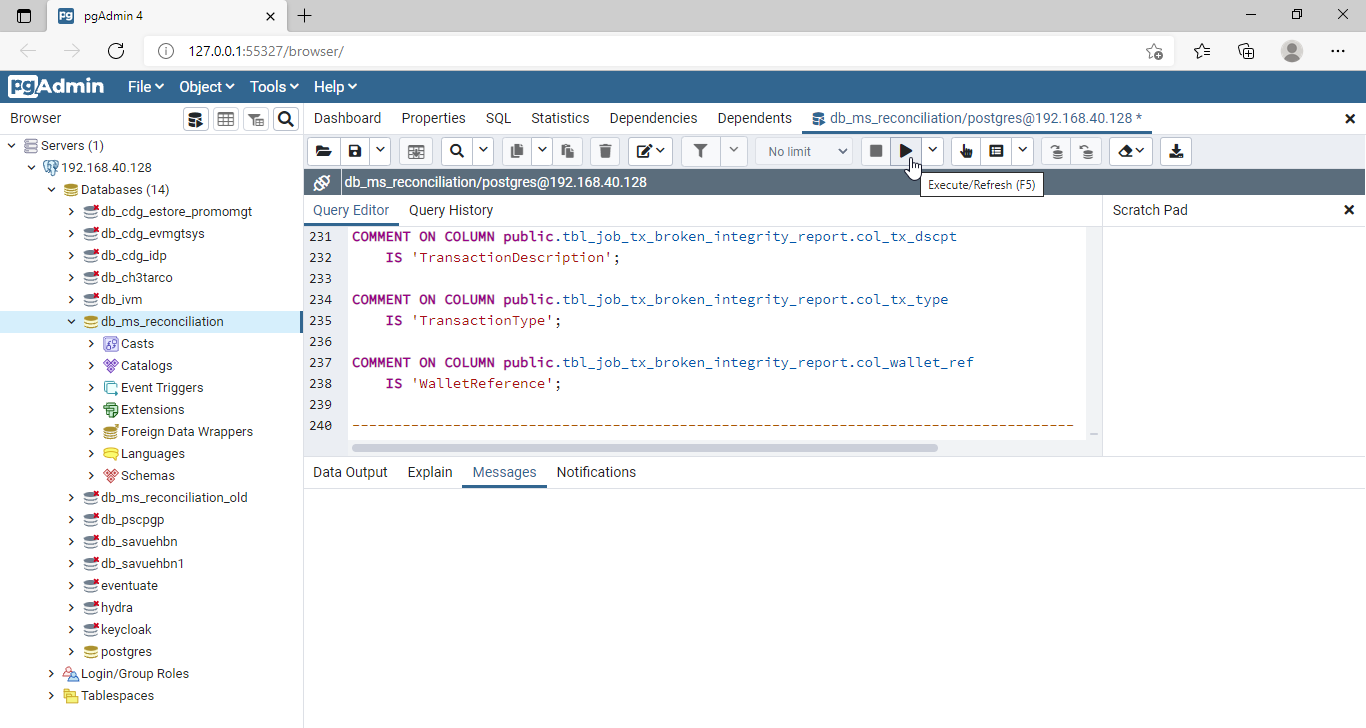 pgAdmin 4
127.0.0.1:55327/browser/
pgAdmin File Object Tools Help
Browser
Dashboard Properties SQL Statistics Dependencies Dependents db_ms_reconciliation/postgres@192.168.40.128 *
Servers (1)
192.168.40.128
Databases (14)
db_cdg_estore_promomgt
db_cdg_evmgtsys
db_cdg_idp
db_ch3tarco
db_ivm
db_ms_reconciliation
Casts
Catalogs
Event Triggers
Extensions
Foreign Data Wrappers
Languages
Schemas
db_ms_reconciliation_old
db_pscpgp
db_savuehbn
db_savuehbn1
eventuate
hydra
keycloak
postgres
Login/Group Roles
Tablespaces
No limit
Execute/Refresh (F5)
db_ms_reconciliation/postgres@192.168.40.128
Query Editor Query History
Scratch Pad
231 COMMENT ON COLUMN public.tbl_job_tx_broken_integrity_report.col_tx_dscpt
232 IS 'TransactionDescription';
233
234 COMMENT ON COLUMN public.tbl_job_tx_broken_integrity_report.col_tx_type
235 IS 'TransactionType';
236
237 COMMENT ON COLUMN public.tbl_job_tx_broken_integrity_report.col_wallet_ref
238 IS 'WalletReference';
239
240 --------------------------------------------------------------------------------------
Data Output Explain Messages Notifications